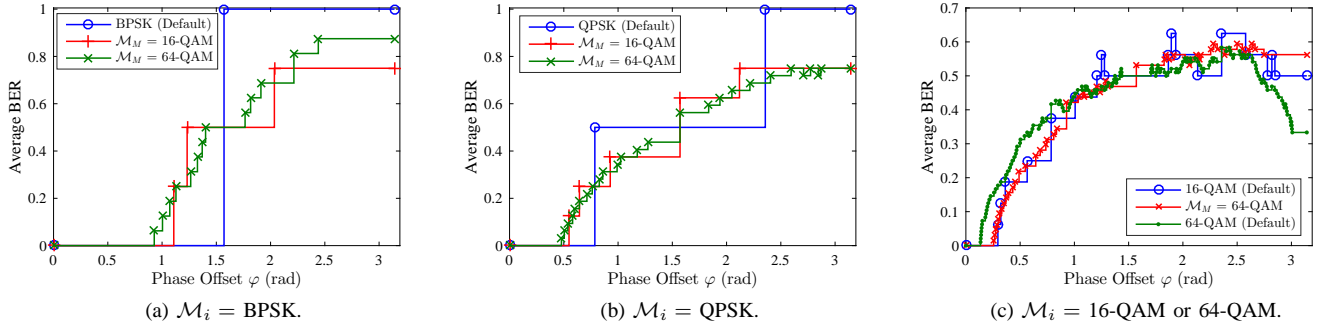 1
0.8
0.6
0.4
0.2
0
Average BER
BPSK (Default)
𝓜_M = 16-QAM
𝓜_M = 64-QAM
0 0.5 1 1.5 2 2.5 3
Phase Offset φ (rad)
(a) 𝓜_i = BPSK.
1
0.8
0.6
0.4
0.2
0
Average BER
QPSK (Default)
𝓜_M = 16-QAM
𝓜_M = 64-QAM
0 0.5 1 1.5 2 2.5 3
Phase Offset φ (rad)
(b) 𝓜_i = QPSK.
0.7
0.6
0.5
0.4
0.3
0.2
0.1
0
Average BER
16-QAM (Default)
𝓜_M = 64-QAM
64-QAM (Default)
0 0.5 1 1.5 2 2.5 3
Phase Offset φ (rad)
(c) 𝓜_i = 16-QAM or 64-QAM.